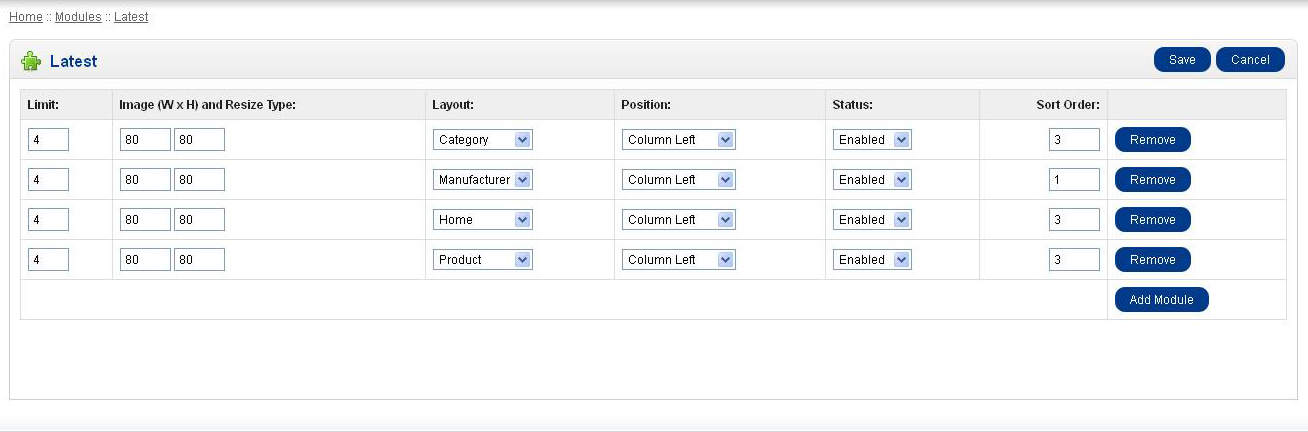 Home :: Modules :: Latest
Latest Save Cancel
Limit: Image (W x H) and Resize Type: Layout: Position: Status: Sort Order:
4 80 80 Category Column Left Enabled 3 Remove
4 80 80 Manufacturer Column Left Enabled 1 Remove
4 80 80 Home Column Left Enabled 3 Remove
4 80 80 Product Column Left Enabled 3 Remove
Add Module